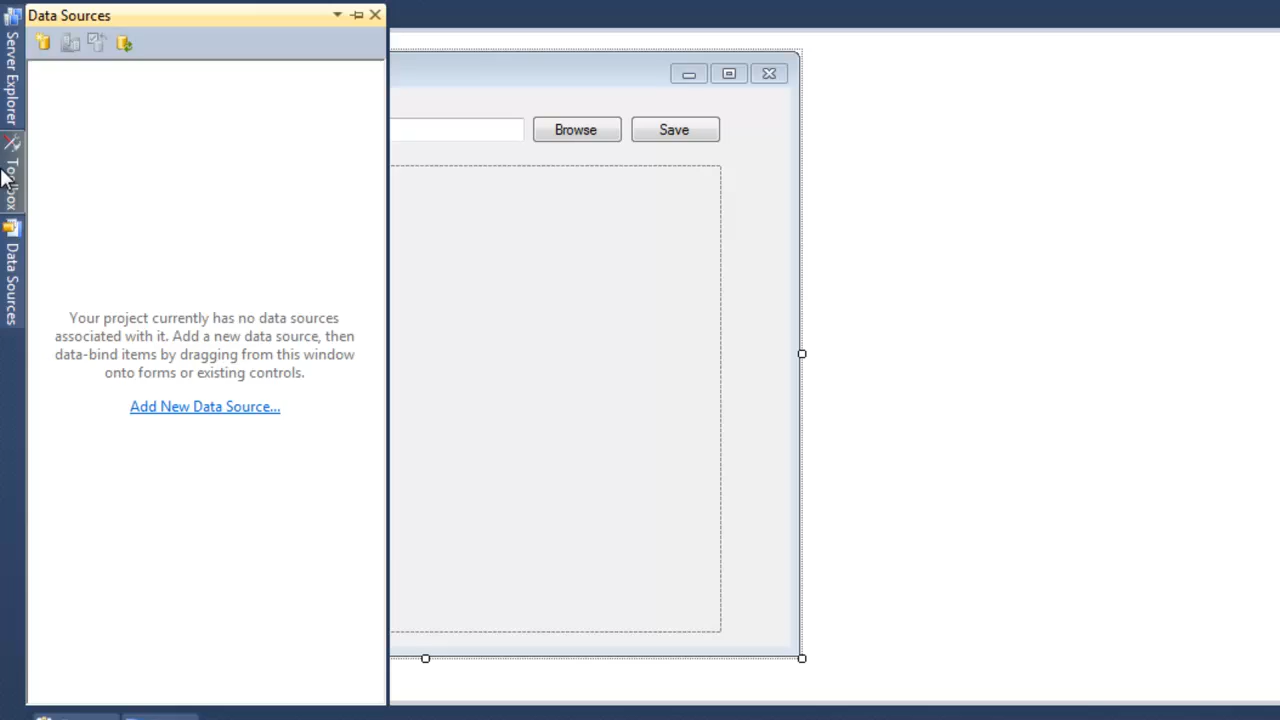 Data Sources
Server Explorer
Toolbox
Data Sources
Browse
Save
Your project currently has no data sources
associated with it. Add a new data source, then
data-bind items by dragging from this window
onto forms or existing controls.
Add New Data Source...